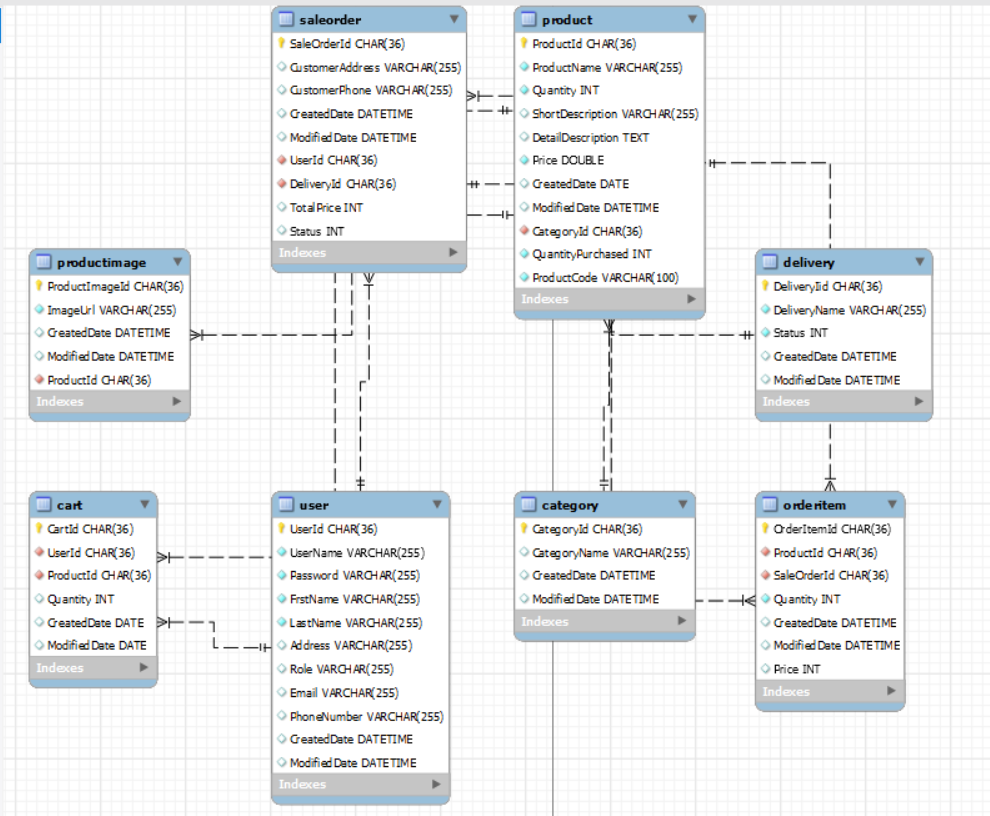 saleorder
SaleOrderId CHAR(36)
CustomerAddress VARCHAR(255)
CustomerPhone VARCHAR(255)
CreatedDate DATETIME
ModifiedDate DATETIME
UserId CHAR(36)
DeliveryId CHAR(36)
TotalPrice INT
Status INT
Indexes
product
ProductId CHAR(36)
ProductName VARCHAR(255)
Quantity INT
ShortDescription VARCHAR(255)
DetailDescription TEXT
Price DOUBLE
CreatedDate DATE
ModifiedDate DATETIME
CategoryId CHAR(36)
QuantityPurchased INT
ProductCode VARCHAR(100)
Indexes
productimage
ProductImageId CHAR(36)
ImageUrl VARCHAR(255)
CreatedDate DATETIME
ModifiedDate DATETIME
ProductId CHAR(36)
Indexes
delivery
DeliveryIid CHAR(36)
DeliveryName VARCHAR(255)
Status INT
CreatedDate DATETIME
ModifiedDate DATETIME
Indexes
cart
CartId CHAR(36)
UserId CHAR(36)
ProductId CHAR(36)
Quantity INT
CreatedDate DATE
ModifiedDate DATE
Indexes
user
UserId CHAR(36)
UserName VARCHAR(255)
Password VARCHAR(255)
FirstName VARCHAR(255)
LastName VARCHAR(255)
Address VARCHAR(255)
Role VARCHAR(255)
Email VARCHAR(255)
PhoneNumber VARCHAR(255)
CreatedDate DATETIME
ModifiedDate DATETIME
Indexes
category
CategoryId CHAR(36)
CategoryName VARCHAR(255)
CreatedDate DATETIME
ModifiedDate DATETIME
Indexes
orderitem
OrderItemId CHAR(36)
ProductId CHAR(36)
SaleOrderId CHAR(36)
Quantity INT
CreatedDate DATETIME
ModifiedDate DATETIME
Price INT
Indexes